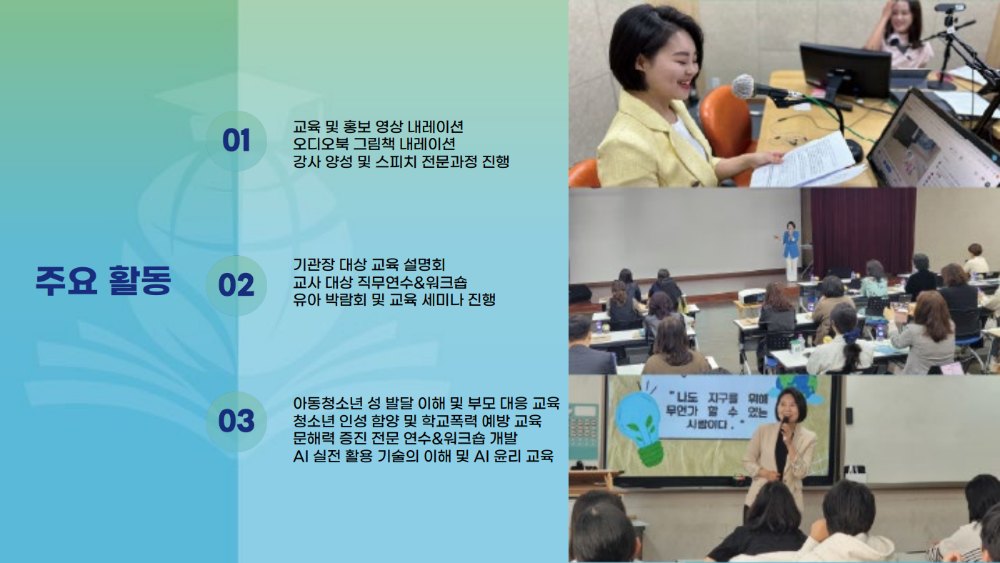 주요 활동
01
교육 및 홍보 영상 내레이션
오디오북 그림책 내레이션
강사 양성 및 스피치 전문과정 진행
02
기관장 대상 교육 설명회
교사 대상 직무연수&워크숍
유아 박람회 및 교육 세미나 진행
03
아동청소년 성 발달 이해 및 부모 대응 교육
청소년 인성 함양 및 학교폭력 예방 교육
문해력 증진 전문 연수&워크숍 개발
AI 실전 활용 기술의 이해 및 AI 윤리 교육
"나도 지구를 위해
무언가 할 수 있는
사람이다."